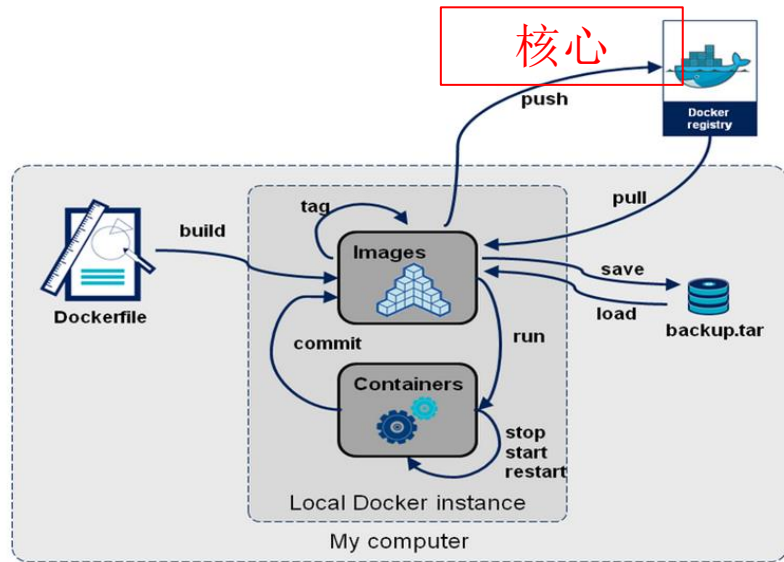 核心
push
Docker
registry
pull
tag
build
Images
save
Dockerfile
load
backup.tar
commit
run
Containers
stop
start
restart
Local Docker instance
My computer